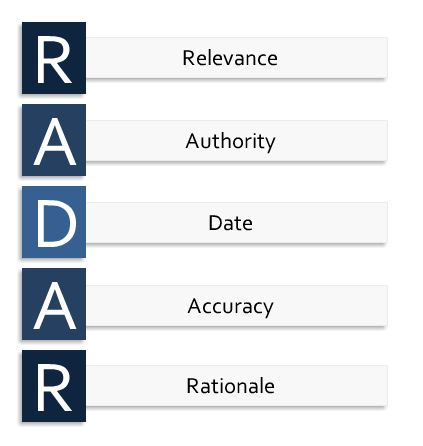 R Relevance
A Authority
D Date
A Accuracy
R Rationale